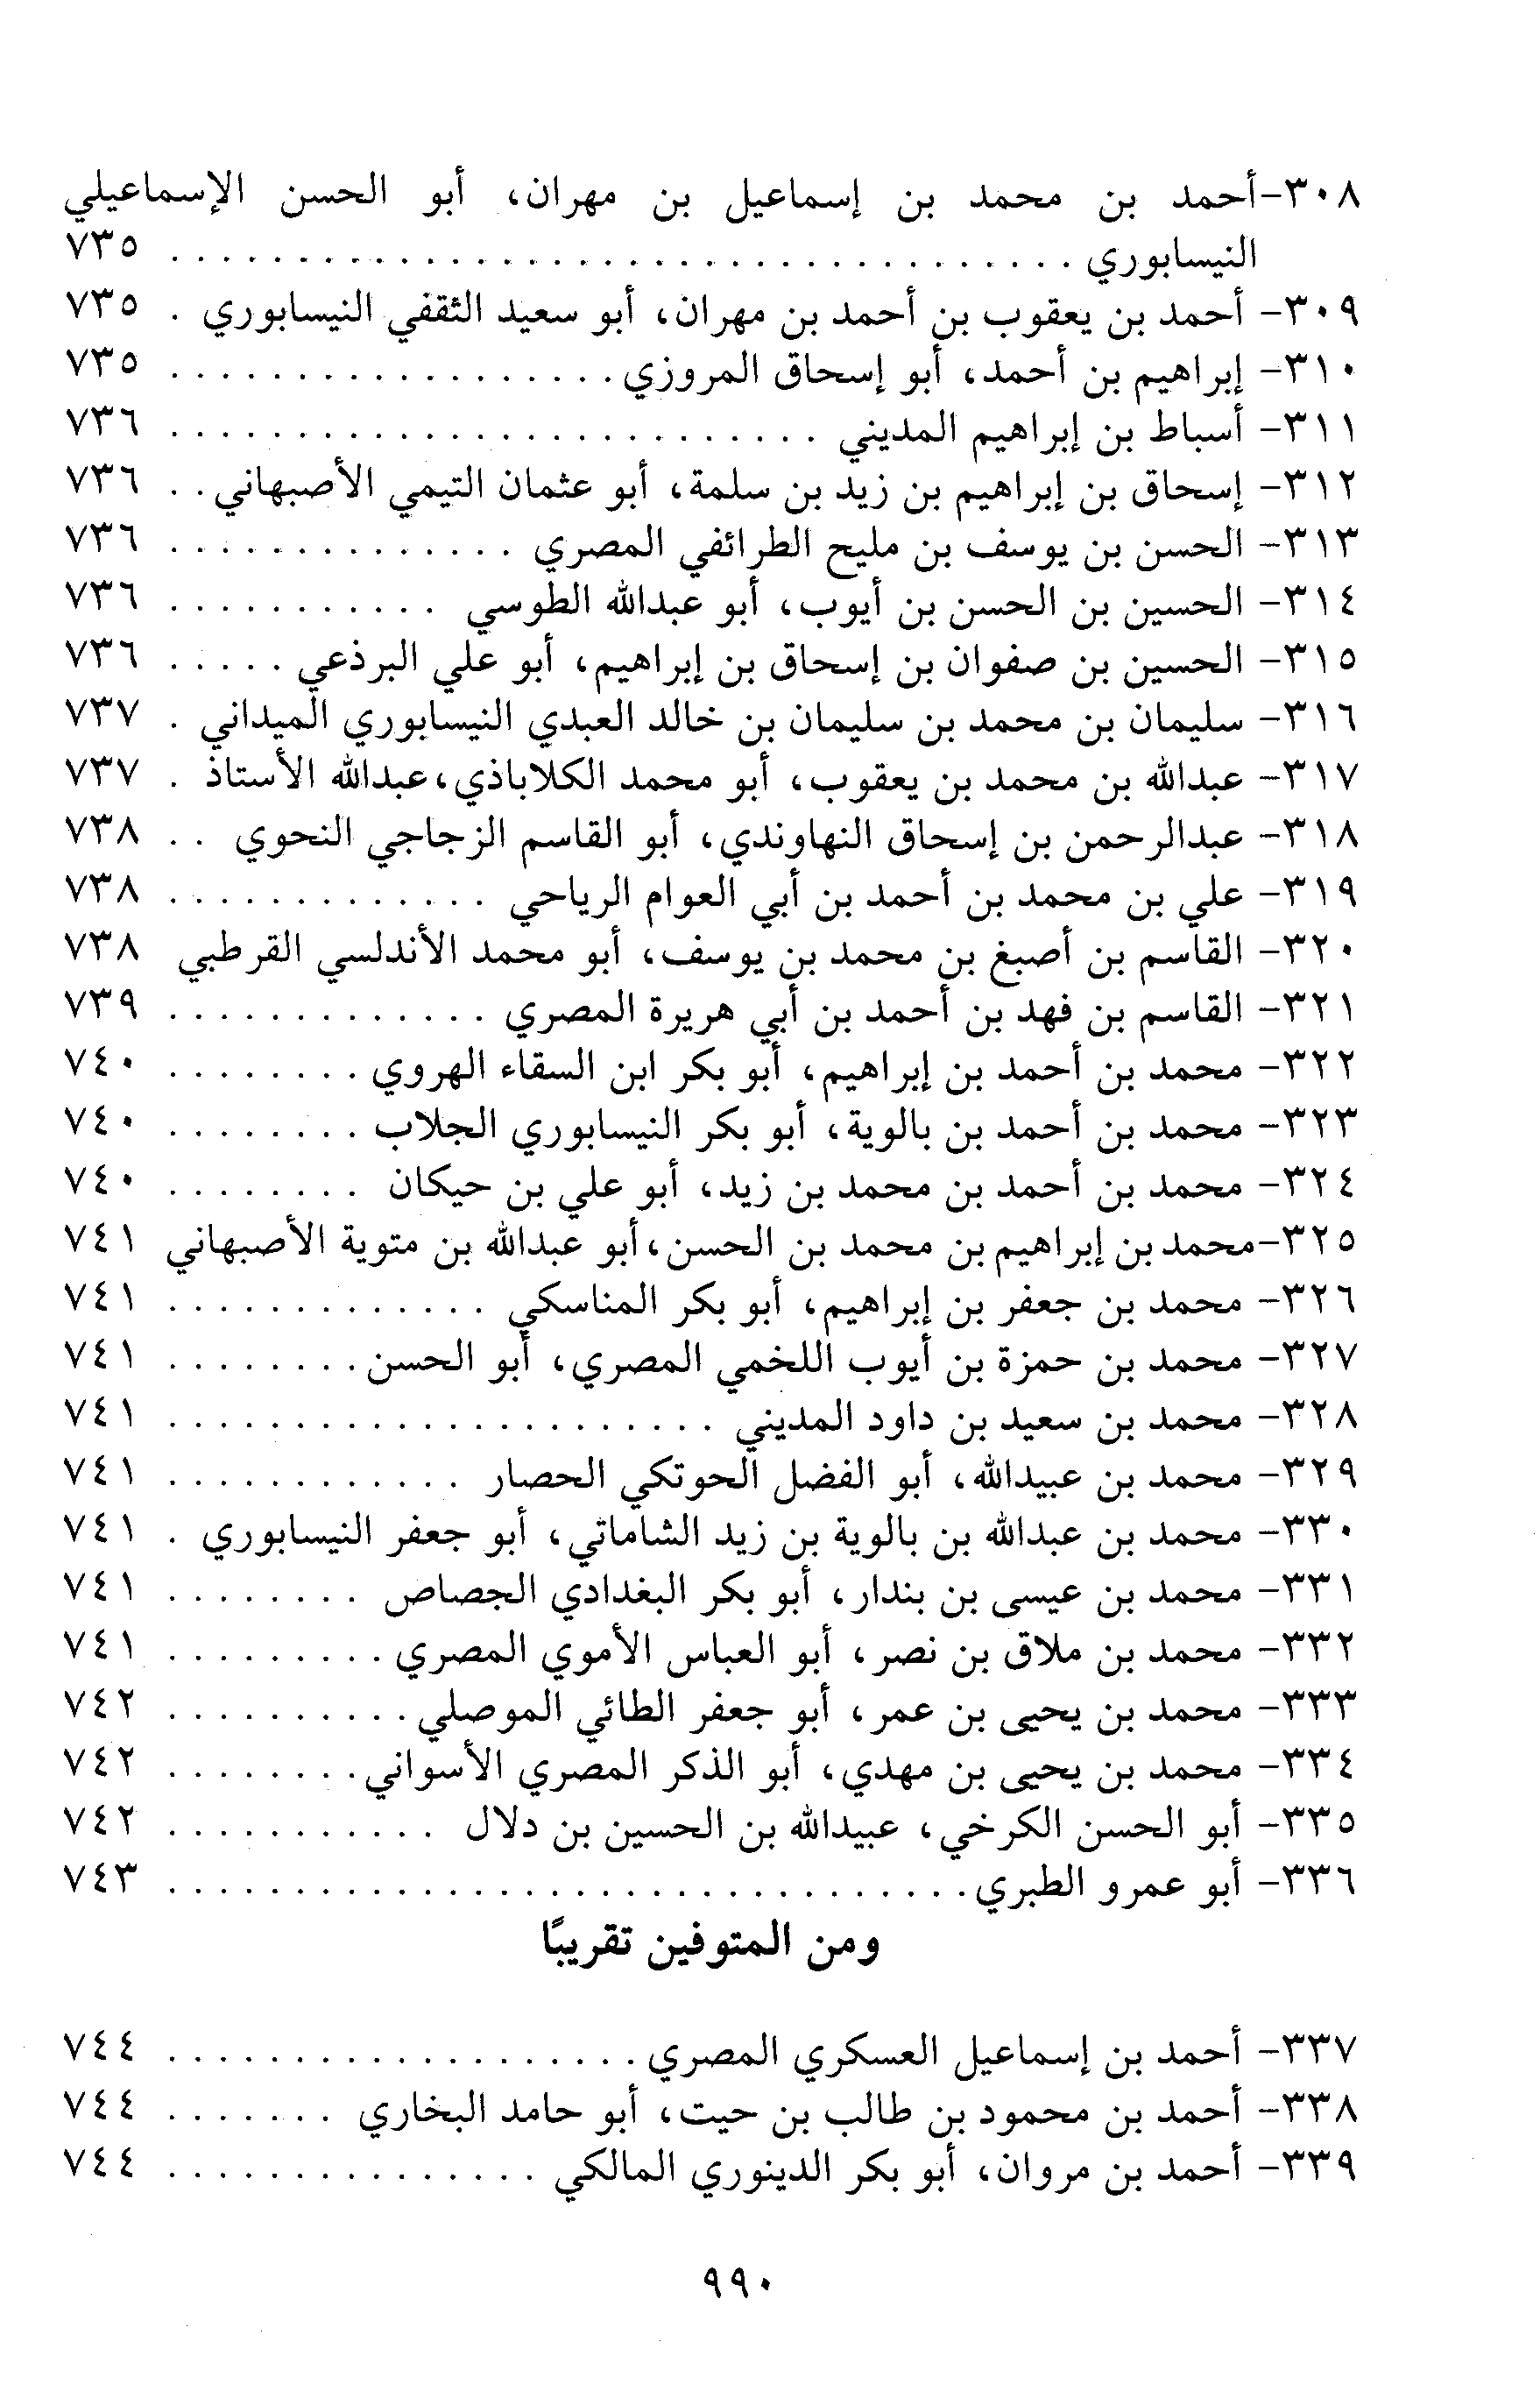 ٣٠٨-أحمد بن محمد بن إسماعيل بن مهران، أبو الحسن الإسماعيلي
النيسابوري . . . . . . . . . . . . . . . . . . . . . . . . . . . . . . . . . . . ٧٣٥
٣٠٩- أحمد بن يعقوب بن أحمد بن مهران، أبو سعيد الثقفي النيسابوري . ٧٣٥
٣١٠- إبراهيم بن أحمد، أبو إسحاق المروزي . . . . . . . . . . . . . . . . . . ٧٣٥
٣١١- أسباط بن إبراهيم المديني . . . . . . . . . . . . . . . . . . . . . . . . . . ٧٣٦
٣١٢- إسحاق بن إبراهيم بن زيد بن سلمة، أبو عثمان التيمي الأصبهاني . . ٧٣٦
٣١٣- الحسن بن يوسف بن مليح الطرائفي المصري . . . . . . . . . . . . . . ٧٣٦
٣١٤- الحسين بن الحسن بن أيوب، أبو عبدالله الطوسي . . . . . . . . . . . ٧٣٦
٣١٥- الحسين بن صفوان بن إسحاق بن إبراهيم، أبو علي البرذعي . . . . . ٧٣٦
٣١٦- سليمان بن محمد بن سليمان بن خالد العبدي النيسابوري الميداني . ٧٣٧
٣١٧- عبدالله بن محمد بن يعقوب، أبو محمد الكلاباذي،عبدالله الأستاذ . ٧٣٧
٣١٨- عبدالرحمن بن إسحاق النهاوندي، أبو القاسم الزجاجي النحوي . . ٧٣٨
٣١٩- علي بن محمد بن أحمد بن أبي العوام الرياحي . . . . . . . . . . . . . ٧٣٨
٣٢٠- القاسم بن أصبغ بن محمد بن يوسف، أبو محمد الأندلسي القرطبي ٧٣٨
٣٢١- القاسم بن فهد بن أحمد بن أبي هريرة المصري . . . . . . . . . . . . . ٧٣٩
٣٢٢- محمد بن أحمد بن إبراهيم، أبو بكر ابن السقاء الهروي . . . . . . . . ٧٤٠
٣٢٣- محمد بن أحمد بن بالوية، أبو بكر النيسابوري الجلاب . . . . . . . . ٧٤٠
٣٢٤- محمد بن أحمد بن محمد بن زيد، أبو علي بن حيكان . . . . . . . . ٧٤٠
٣٢٥-محمد بن إبراهيم بن محمد بن الحسن،أبو عبدالله بن متوية الأصبهاني ٧٤١
٣٢٦- محمد بن جعفر بن إبراهيم، أبو بكر المناسكي . . . . . . . . . . . . . ٧٤١
٣٢٧- محمد بن حمزة بن أيوب اللخمي المصري، أبو الحسن . . . . . . . . ٧٤١
٣٢٨- محمد بن سعيد بن داود المديني . . . . . . . . . . . . . . . . . . . . . . ٧٤١
٣٢٩- محمد بن عبيدالله، أبو الفضل الحوتكي الحصار . . . . . . . . . . . . ٧٤١
٣٣٠- محمد بن عبدالله بن بالوية بن زيد الشاماتي، أبو جعفر النيسابوري . ٧٤١
٣٣١- محمد بن عيسى بن بندار، أبو بكر البغدادي الجصاص . . . . . . . . ٧٤١
٣٣٢- محمد بن ملاق بن نصر، أبو العباس الأموي المصري . . . . . . . . . ٧٤١
٣٣٣- محمد بن يحيى بن عمر، أبو جعفر الطائي الموصلي . . . . . . . . . . ٧٤٢
٣٣٤- محمد بن يحيى بن مهدي، أبو الذكر المصري الأسواني . . . . . . . . ٧٤٢
٣٣٥- أبو الحسن الكرخي، عبيدالله بن الحسين بن دلال . . . . . . . . . . . ٧٤٢
٣٣٦- أبو عمرو الطبري . . . . . . . . . . . . . . . . . . . . . . . . . . . . . . . . ٧٤٣
ومن المتوفين تقريبًا
٣٣٧- أحمد بن إسماعيل العسكري المصري . . . . . . . . . . . . . . . . . . . ٧٤٤
٣٣٨- أحمد بن محمود بن طالب بن حيت، أبو حامد البخاري . . . . . . . ٧٤٤
٣٣٩- أحمد بن مروان، أبو بكر الدينوري المالكي . . . . . . . . . . . . . . . ٧٤٤
٩٩٠